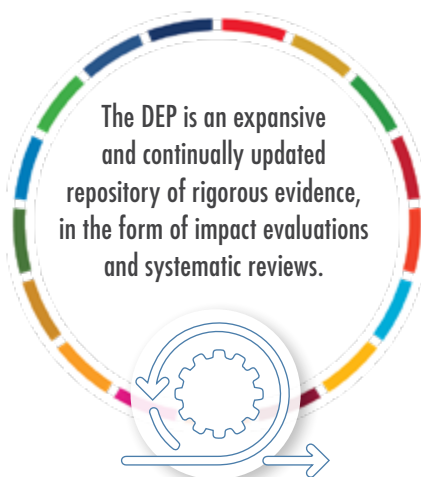 The DEP is an expansive
and continually updated
repository of rigorous evidence,
in the form of impact evaluations
and systematic reviews.